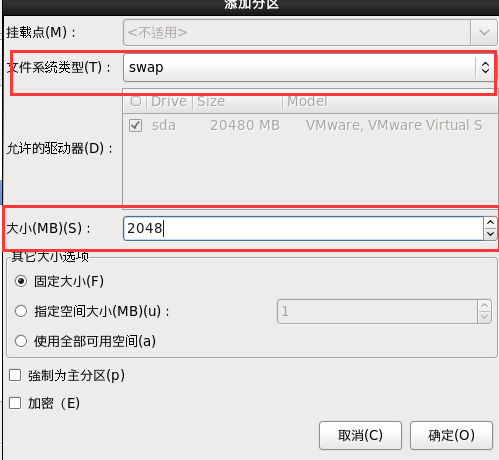 添加分区
挂载点(M)： <不适用>
文件系统类型(T)： swap
Drive Size Model
sda 20480 MB VMware, VMware Virtual S
允许的驱动器(D)：
大小(MB)(S)： 2048
其它大小选项
固定大小(F)
指定空间大小(MB)(u)： 1
使用全部可用空间(a)
強制为主分区(p)
加密（E)
取消(C) 确定(O)